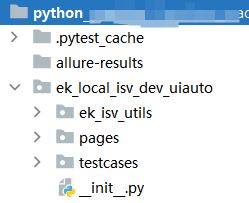 python_
.pytest_cache
allure-results
ek_local_isv_dev_uiauto
ek_isv_utils
pages
testcases
__init__.py